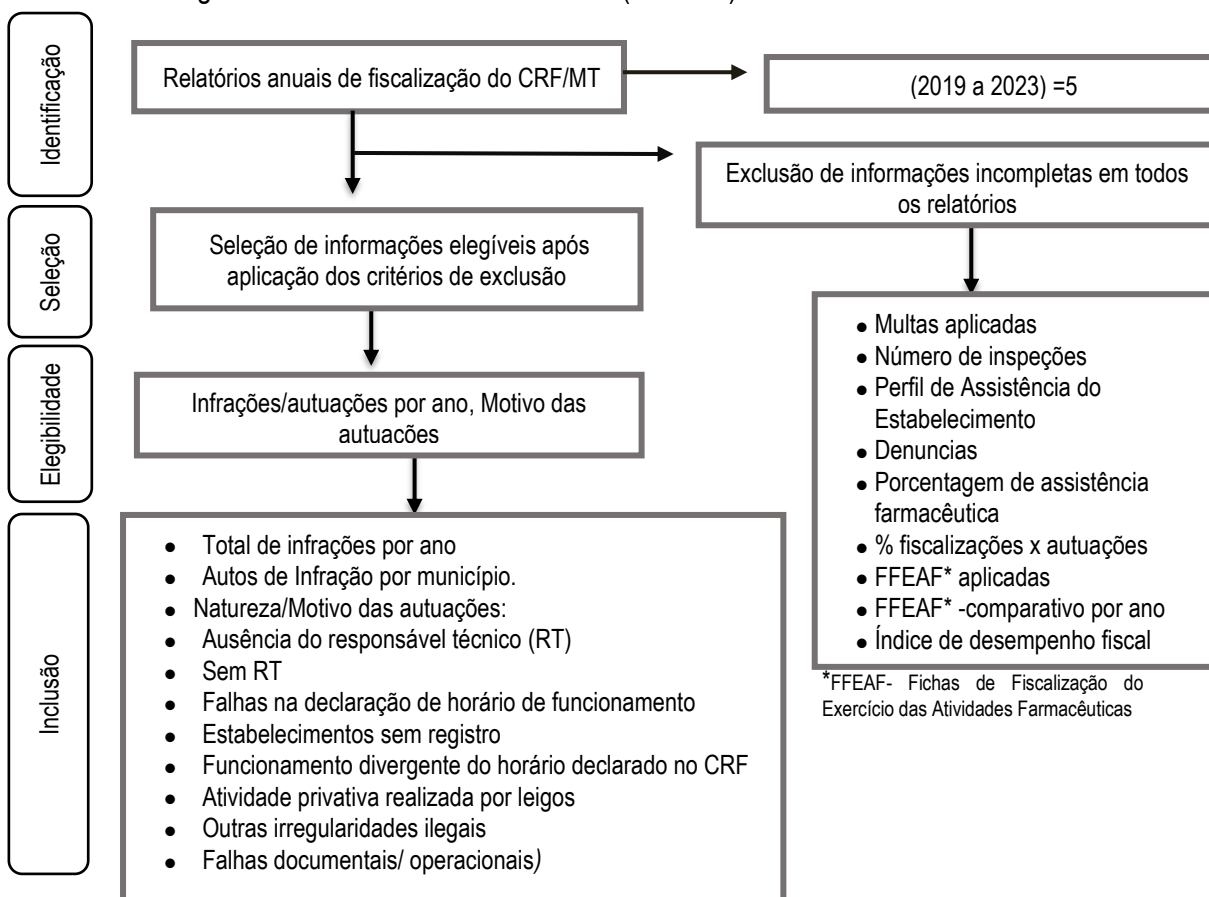 Identificação
Relatórios anuais de fiscalização do CRF/MT
(2019 a 2023) =5
Exclusão de informações incompletas em todos
os relatórios
Seleção
Seleção de informações elegíveis após
aplicação dos critérios de exclusão
Elegibilidade
Infrações/autuações por ano, Motivo das
autuacões
● Multas aplicadas
● Número de inspeções
● Perfil de Assistência do
Estabelecimento
● Denuncias
● Porcentagem de assistência
farmacêutica
● % fiscalizações x autuações
● FFEAF* aplicadas
● FFEAF* -comparativo por ano
● Índice de desempenho fiscal
*FFEAF- Fichas de Fiscalização do
Exercício das Atividades Farmacêuticas
Inclusão
● Total de infrações por ano
● Autos de Infração por município.
● Natureza/Motivo das autuações:
● Ausência do responsável técnico (RT)
● Sem RT
● Falhas na declaração de horário de funcionamento
● Estabelecimentos sem registro
● Funcionamento divergente do horário declarado no CRF
● Atividade privativa realizada por leigos
● Outras irregularidades ilegais
● Falhas documentais/ operacionais)